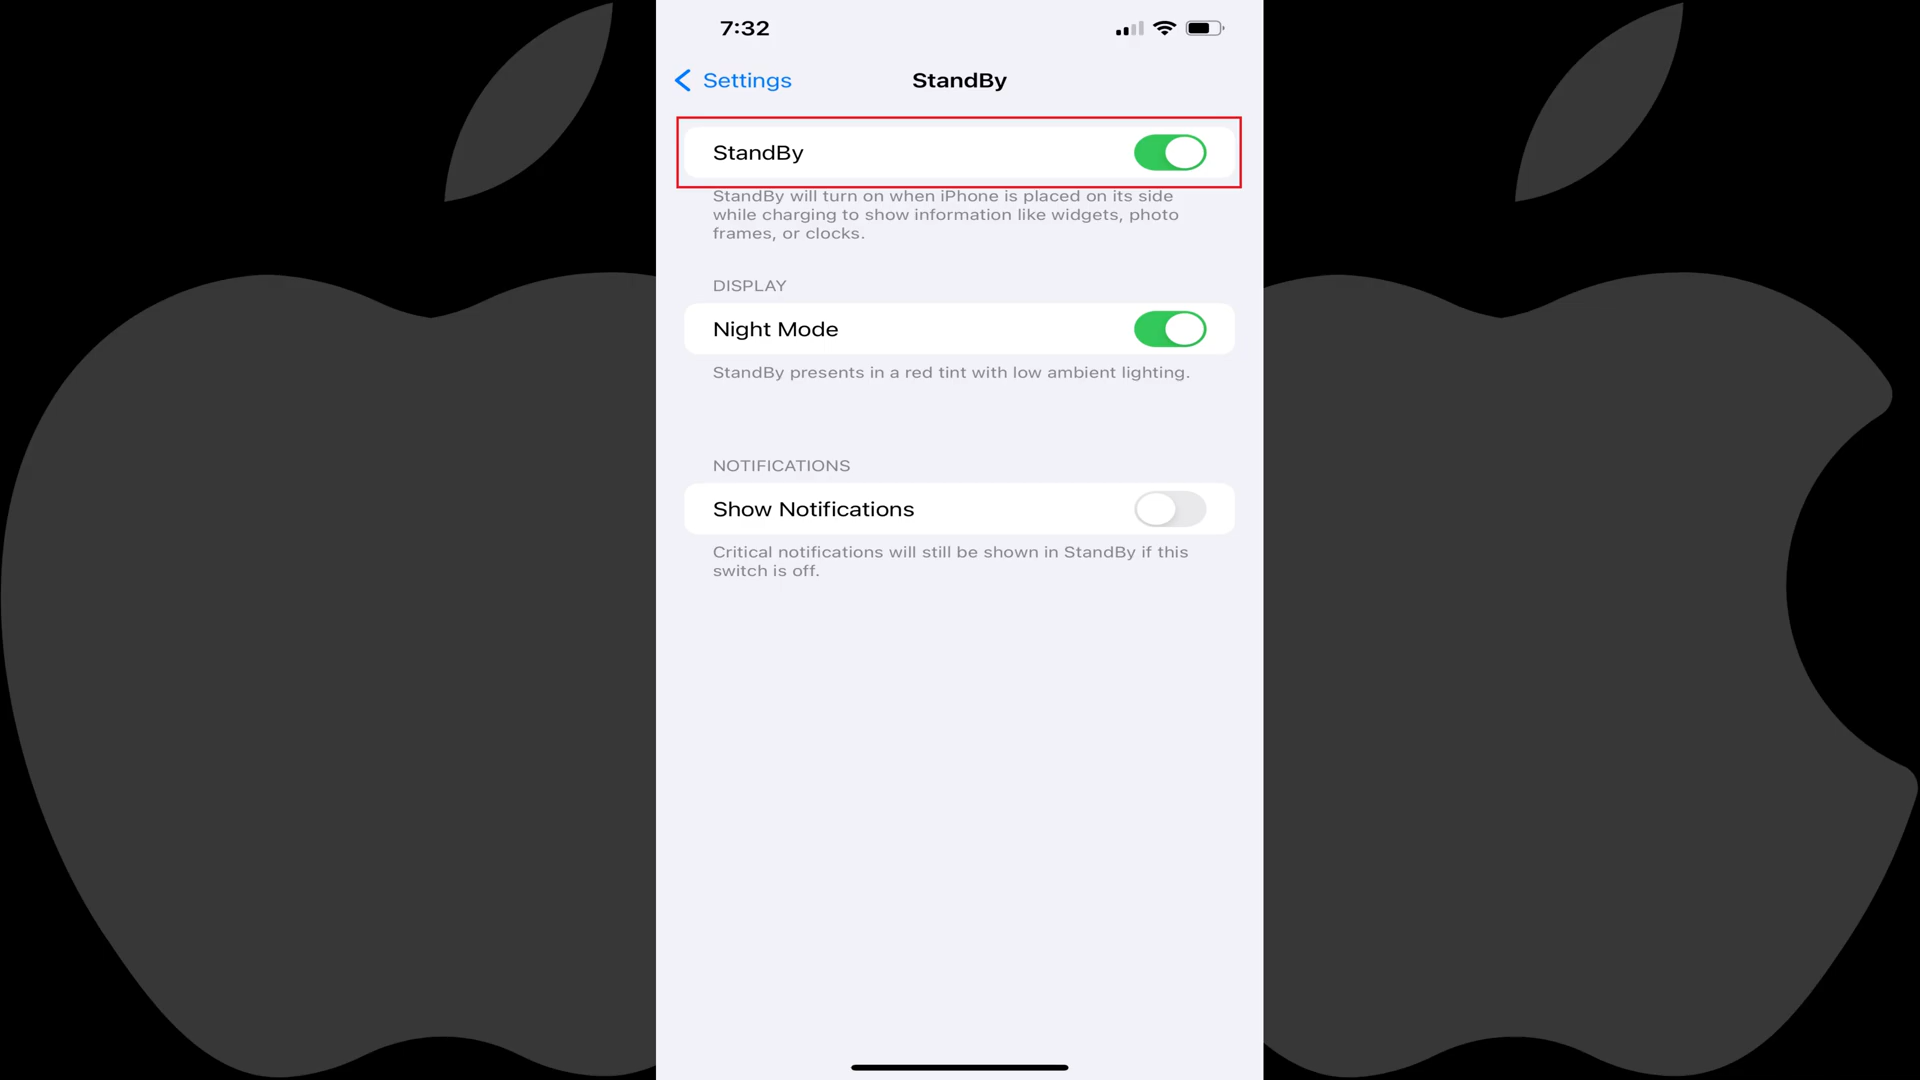 7:32
Settings
StandBy
StandBy
StandBy will turn on when iPhone is placed on its side
while charging to show information like widgets, photo
frames, or clocks.
DISPLAY
Night Mode
StandBy presents in a red tint with low ambient lighting.
NOTIFICATIONS
Show Notifications
Critical notifications will still be shown in StandBy if this
switch is off.